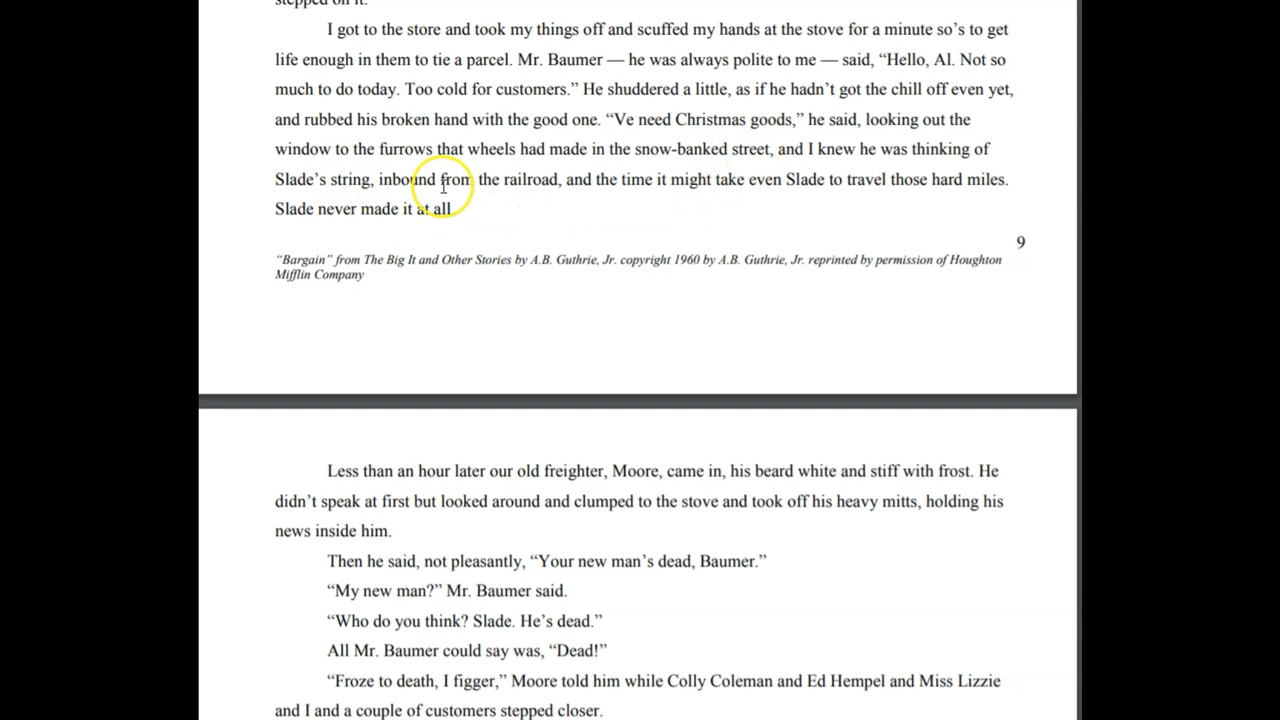 stepped on it.
I got to the store and took my things off and scuffed my hands at the stove for a minute so’s to get
life enough in them to tie a parcel. Mr. Baumer — he was always polite to me — said, “Hello, Al. Not so
much to do today. Too cold for customers.” He shuddered a little, as if he hadn’t got the chill off even yet,
and rubbed his broken hand with the good one. “Ve need Christmas goods,” he said, looking out the
window to the furrows that wheels had made in the snow-banked street, and I knew he was thinking of
Slade’s string, inbound from the railroad, and the time it might take even Slade to travel those hard miles.
Slade never made it at all
9
“Bargain” from The Big It and Other Stories by A.B. Guthrie, Jr. copyright 1960 by A.B. Guthrie, Jr. reprinted by permission of Houghton
Mifflin Company
Less than an hour later our old freighter, Moore, came in, his beard white and stiff with frost. He
didn’t speak at first but looked around and clumped to the stove and took off his heavy mitts, holding his
news inside him.
Then he said, not pleasantly, “Your new man’s dead, Baumer.”
“My new man?” Mr. Baumer said.
“Who do you think? Slade. He’s dead.”
All Mr. Baumer could say was, “Dead!”
“Froze to death, I figger,” Moore told him while Colly Coleman and Ed Hempel and Miss Lizzie
and I and a couple of customers stepped closer.